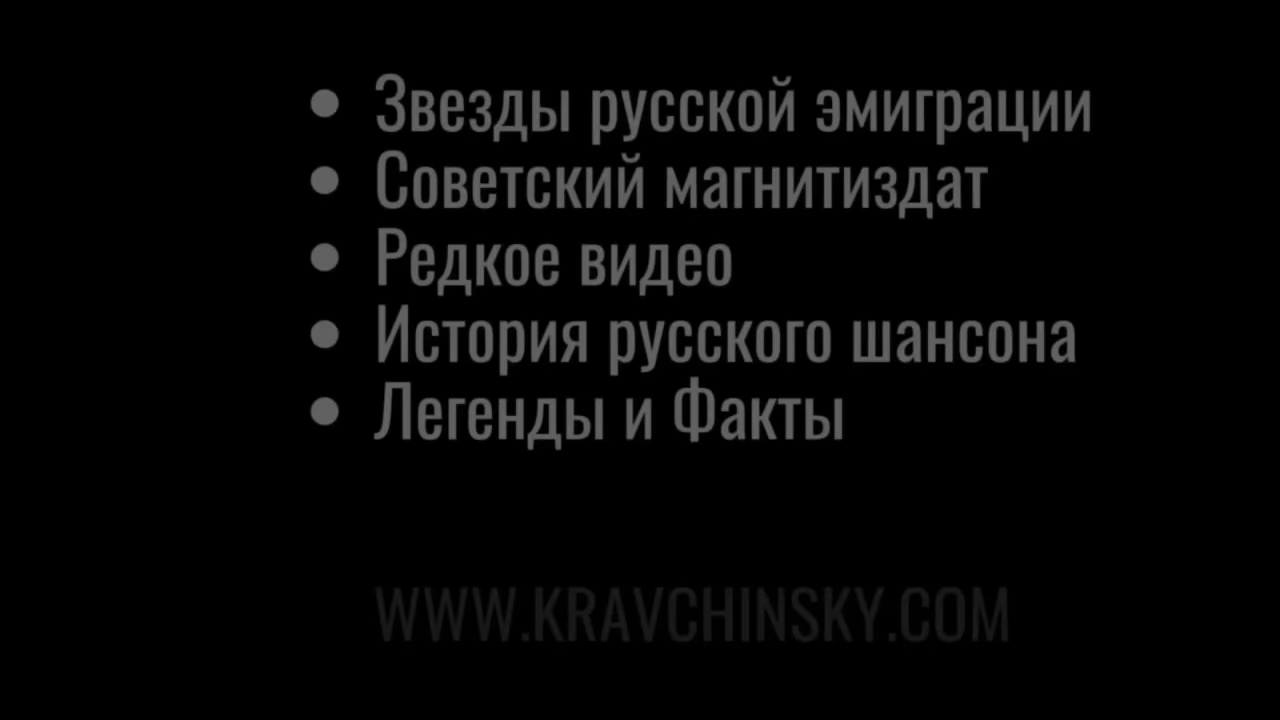 • Звезды русской эмиграции
• Советский магнитиздат
• Редкое видео
• История русского шансона
• Легенды и Факты
WWW.KRAVCHINSKY.COM